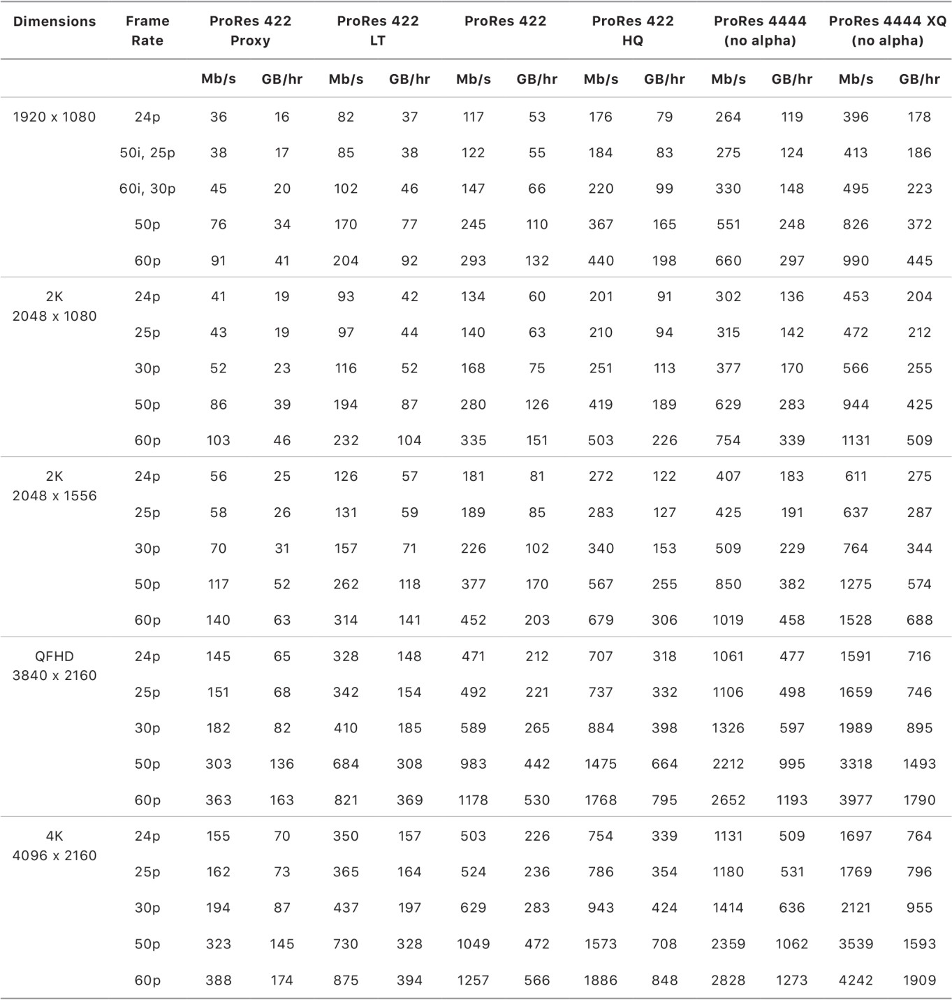 Dimensions Frame Rate ProRes 422 Proxy ProRes 422 LT ProRes 422 ProRes 422 HQ ProRes 4444 (no alpha) ProRes 4444 XQ (no alpha)
Mb/s GB/hr Mb/s GB/hr Mb/s GB/hr Mb/s GB/hr Mb/s GB/hr Mb/s GB/hr
1920 x 1080 24p 36 16 82 37 117 53 176 79 264 119 396 178
50i, 25p 38 17 85 38 122 55 184 83 275 124 413 186
60i, 30p 45 20 102 46 147 66 220 99 330 148 495 223
50p 76 34 170 77 245 110 367 165 551 248 826 372
60p 91 41 204 92 293 132 440 198 660 297 990 445
2K 2048 x 1080 24p 41 19 93 42 134 60 201 91 302 136 453 204
25p 43 19 97 44 140 63 210 94 315 142 472 212
30p 52 23 116 52 168 75 251 113 377 170 566 255
50p 86 39 194 87 280 126 419 189 629 283 944 425
60p 103 46 232 104 335 151 503 226 754 339 1131 509
2K 2048 x 1556 24p 56 25 126 57 181 81 272 122 407 183 611 275
25p 58 26 131 59 189 85 283 127 425 191 637 287
30p 70 31 157 71 226 102 340 153 509 229 764 344
50p 117 52 262 118 377 170 567 255 850 382 1275 574
60p 140 63 314 141 452 203 679 306 1019 458 1528 688
QFHD 3840 x 2160 24p 145 65 328 148 471 212 707 318 1061 477 1591 716
25p 151 68 342 154 492 221 737 332 1106 498 1659 746
30p 182 82 410 185 589 265 884 398 1326 597 1989 895
50p 303 136 684 308 983 442 1475 664 2212 995 3318 1493
60p 363 163 821 369 1178 530 1768 795 2652 1193 3977 1790
4K 4096 x 2160 24p 155 70 350 157 503 226 754 339 1131 509 1697 764
25p 162 73 365 164 524 236 786 354 1180 531 1769 796
30p 194 87 437 197 629 283 943 424 1414 636 2121 955
50p 323 145 730 328 1049 472 1573 708 2359 1062 3539 1593
60p 388 174 875 394 1257 566 1886 848 2828 1273 4242 1909